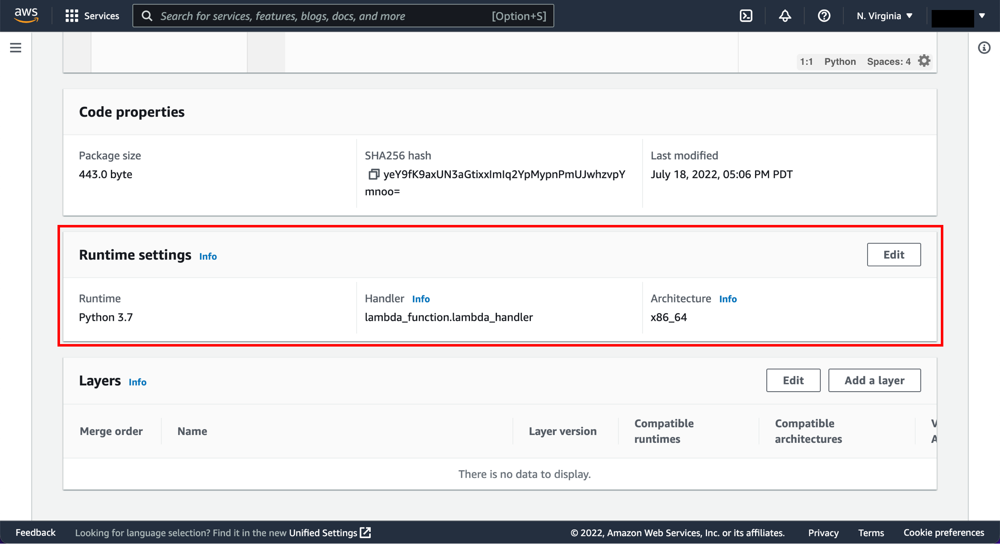 aws
Services
Search for services, features, blogs, docs, and more
[Option+S]
N. Virginia
1:1 Python Spaces: 4
Code properties
Package size
443.0 byte
SHA256 hash
yeY9fK9axUN3aGtixxImIq2YpMypnPmUJwhzvpY
mnoo=
Last modified
July 18, 2022, 05:06 PM PDT
Runtime settings Info
Edit
Runtime
Python 3.7
Handler Info
lambda_function.lambda_handler
Architecture Info
x86_64
Layers Info
Edit
Add a layer
Merge order
Name
Layer version
Compatible
runtimes
Compatible
architectures
There is no data to display.
Feedback
Looking for language selection? Find it in the new Unified Settings
© 2022, Amazon Web Services, Inc. or its affiliates.
Privacy
Terms
Cookie preferences